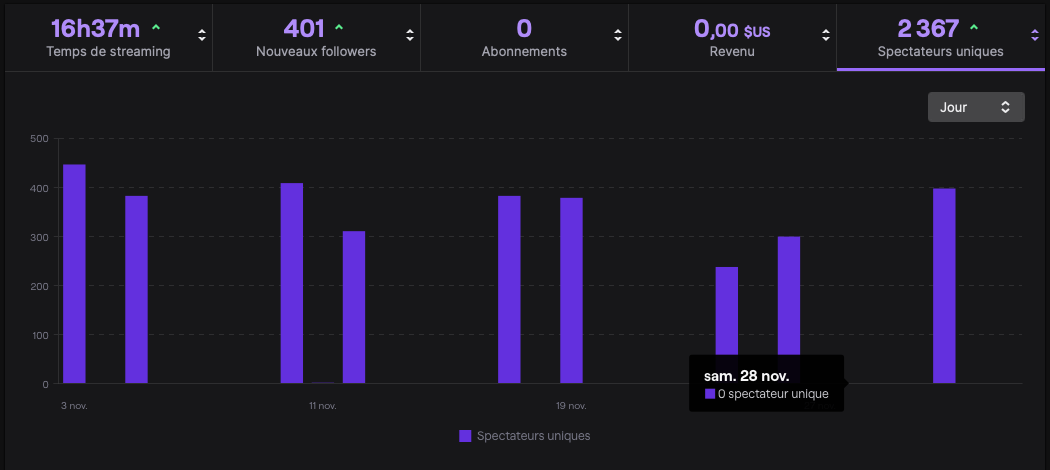 16h37m
Temps de streaming
401
Nouveaux followers
0
Abonnements
0,00 $US
Revenu
2 367
Spectateurs uniques
Jour
500
400
300
200
100
0
3 nov.
11 nov.
19 nov.
sam. 28 nov.
0 spectateur unique
Spectateurs uniques